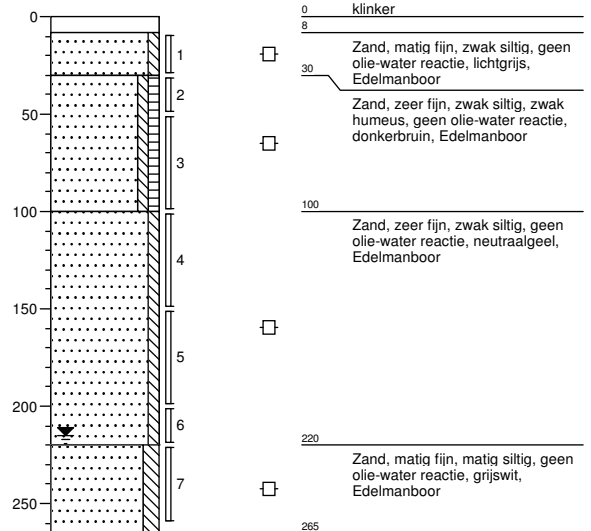 0
50
100
150
200
250
1
2
3
4
5
6
7
0
klinker
8
Zand, matig fijn, zwak siltig, geen
olie-water reactie, lichtgrijs,
Edelmanboor
30
Zand, zeer fijn, zwak siltig, zwak
humeus, geen olie-water reactie,
donkerbruin, Edelmanboor
100
Zand, zeer fijn, zwak siltig, geen
olie-water reactie, neutraalgeel,
Edelmanboor
220
Zand, matig fijn, matig siltig, geen
olie-water reactie, grijswit,
Edelmanboor
265